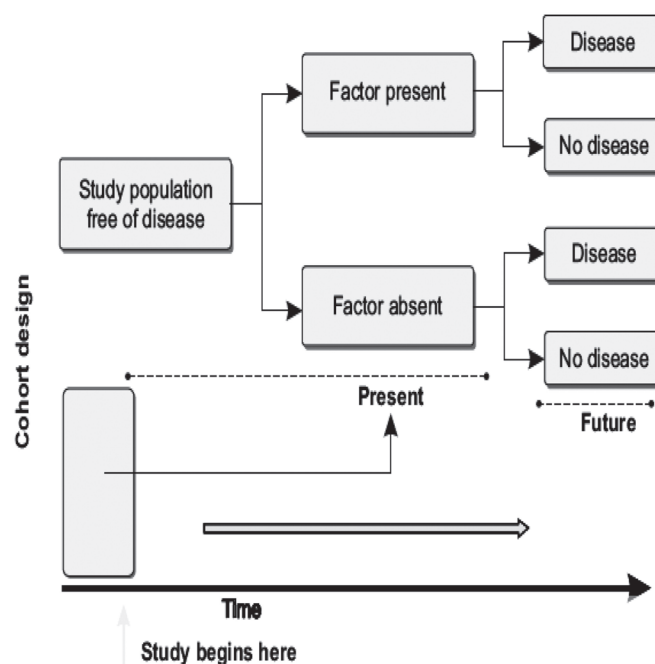 Disease
Factor present
No disease
Study population
free of disease
Disease
Factor absent
No disease
Cohort design
Present
Future
Time
Study begins here